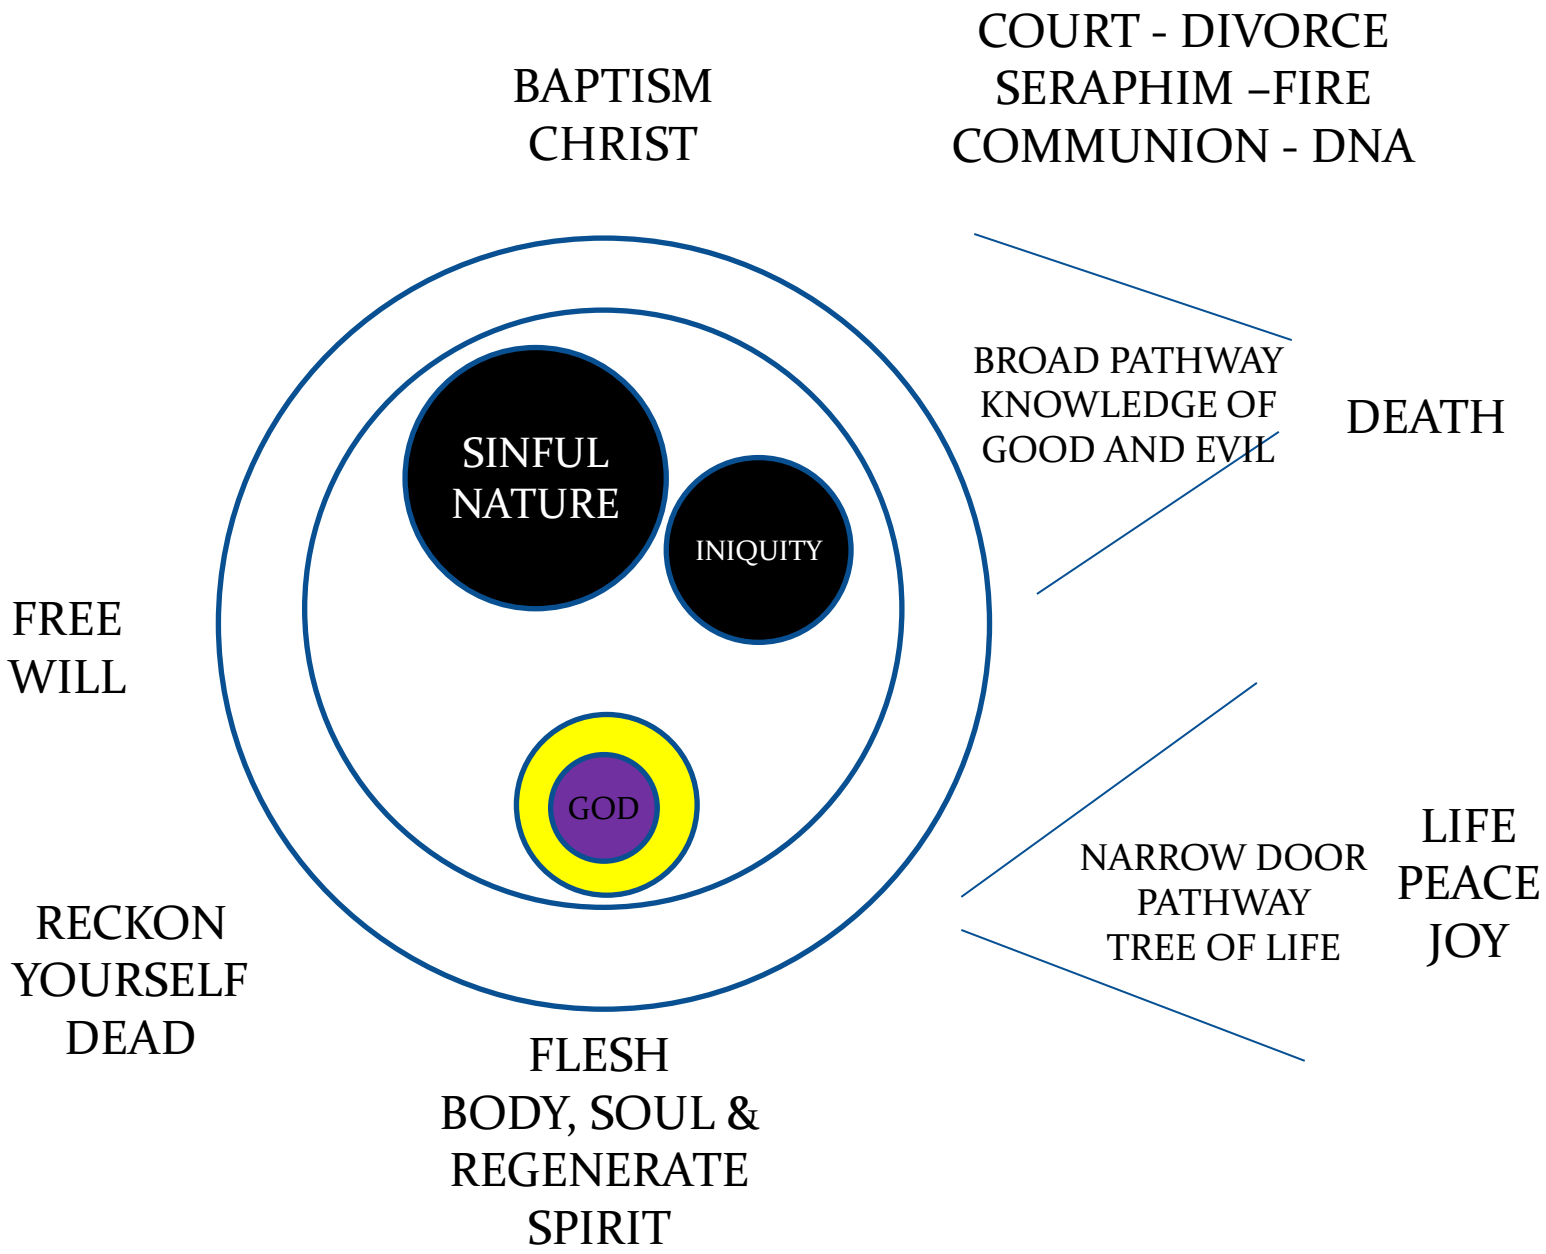 COURT - DIVORCE
SERAPHIM –FIRE
COMMUNION - DNA
BAPTISM
CHRIST
BROAD PATHWAY
KNOWLEDGE OF
GOOD AND EVIL
DEATH
SINFUL
NATURE
INIQUITY
FREE
WILL
GOD
NARROW DOOR
PATHWAY
TREE OF LIFE
LIFE
PEACE
JOY
RECKON
YOURSELF
DEAD
FLESH
BODY, SOUL &
REGENERATE
SPIRIT